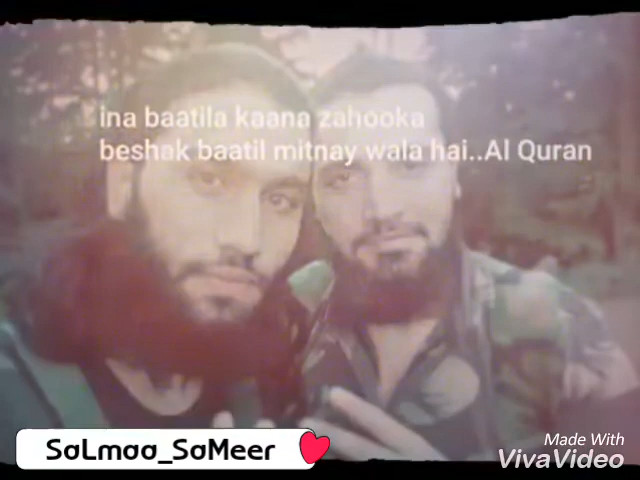 ina baatila kaana zahooka
beshak baatil mitnay wala hai..Al Quran
SaLmaa_SaMeer
Made With
VivaVideo